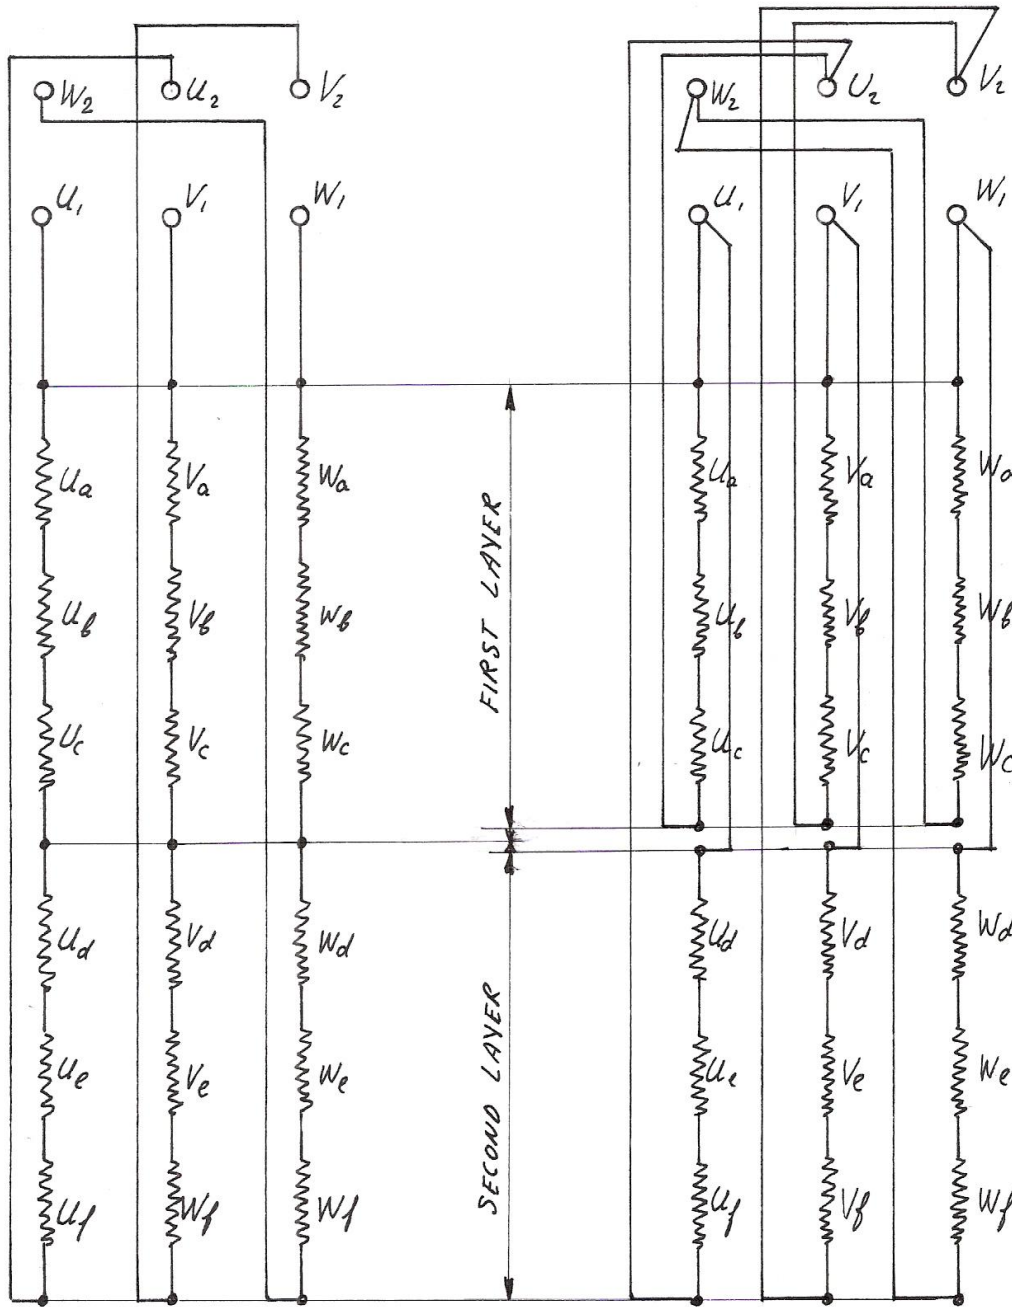 W2 U2 V2 W2 U2 V2
U1 V1 W1 U1 V1 W1
Ua Va Wa Ua Va Wa
Ub Vb Wb Ub Vb Wb
Uc Vc Wc Uc Vc Wc
FIRST LAYER
Ud Vd Wd Ud Vd Wd
Ue Ve We Ue Ve We
Uf Wf Wf Uf Vf Wf
SECOND LAYER